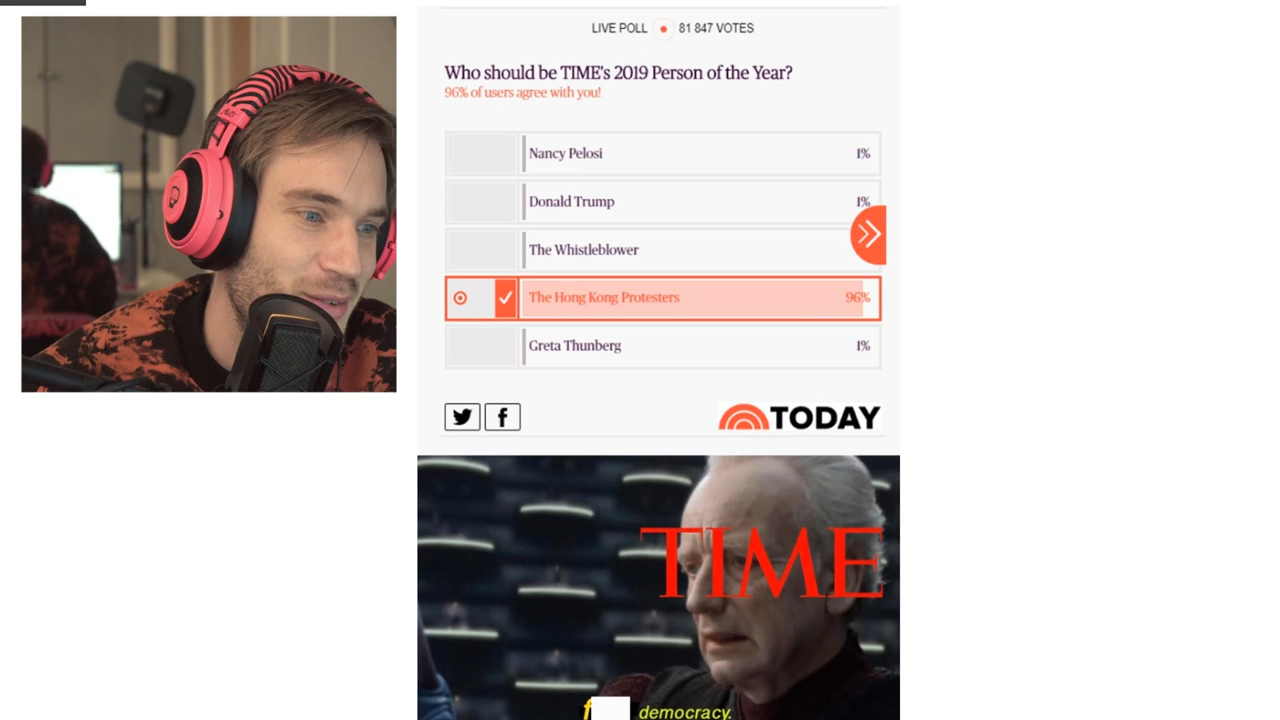 LIVE POLL 81 847 VOTES
Who should be TIME's 2019 Person of the Year?
96% of users agree with you!
Nancy Pelosi 1%
Donald Trump 1%
The Whistleblower
The Hong Kong Protesters 96%
Greta Thunberg 1%
TODAY
TIME
democracy.